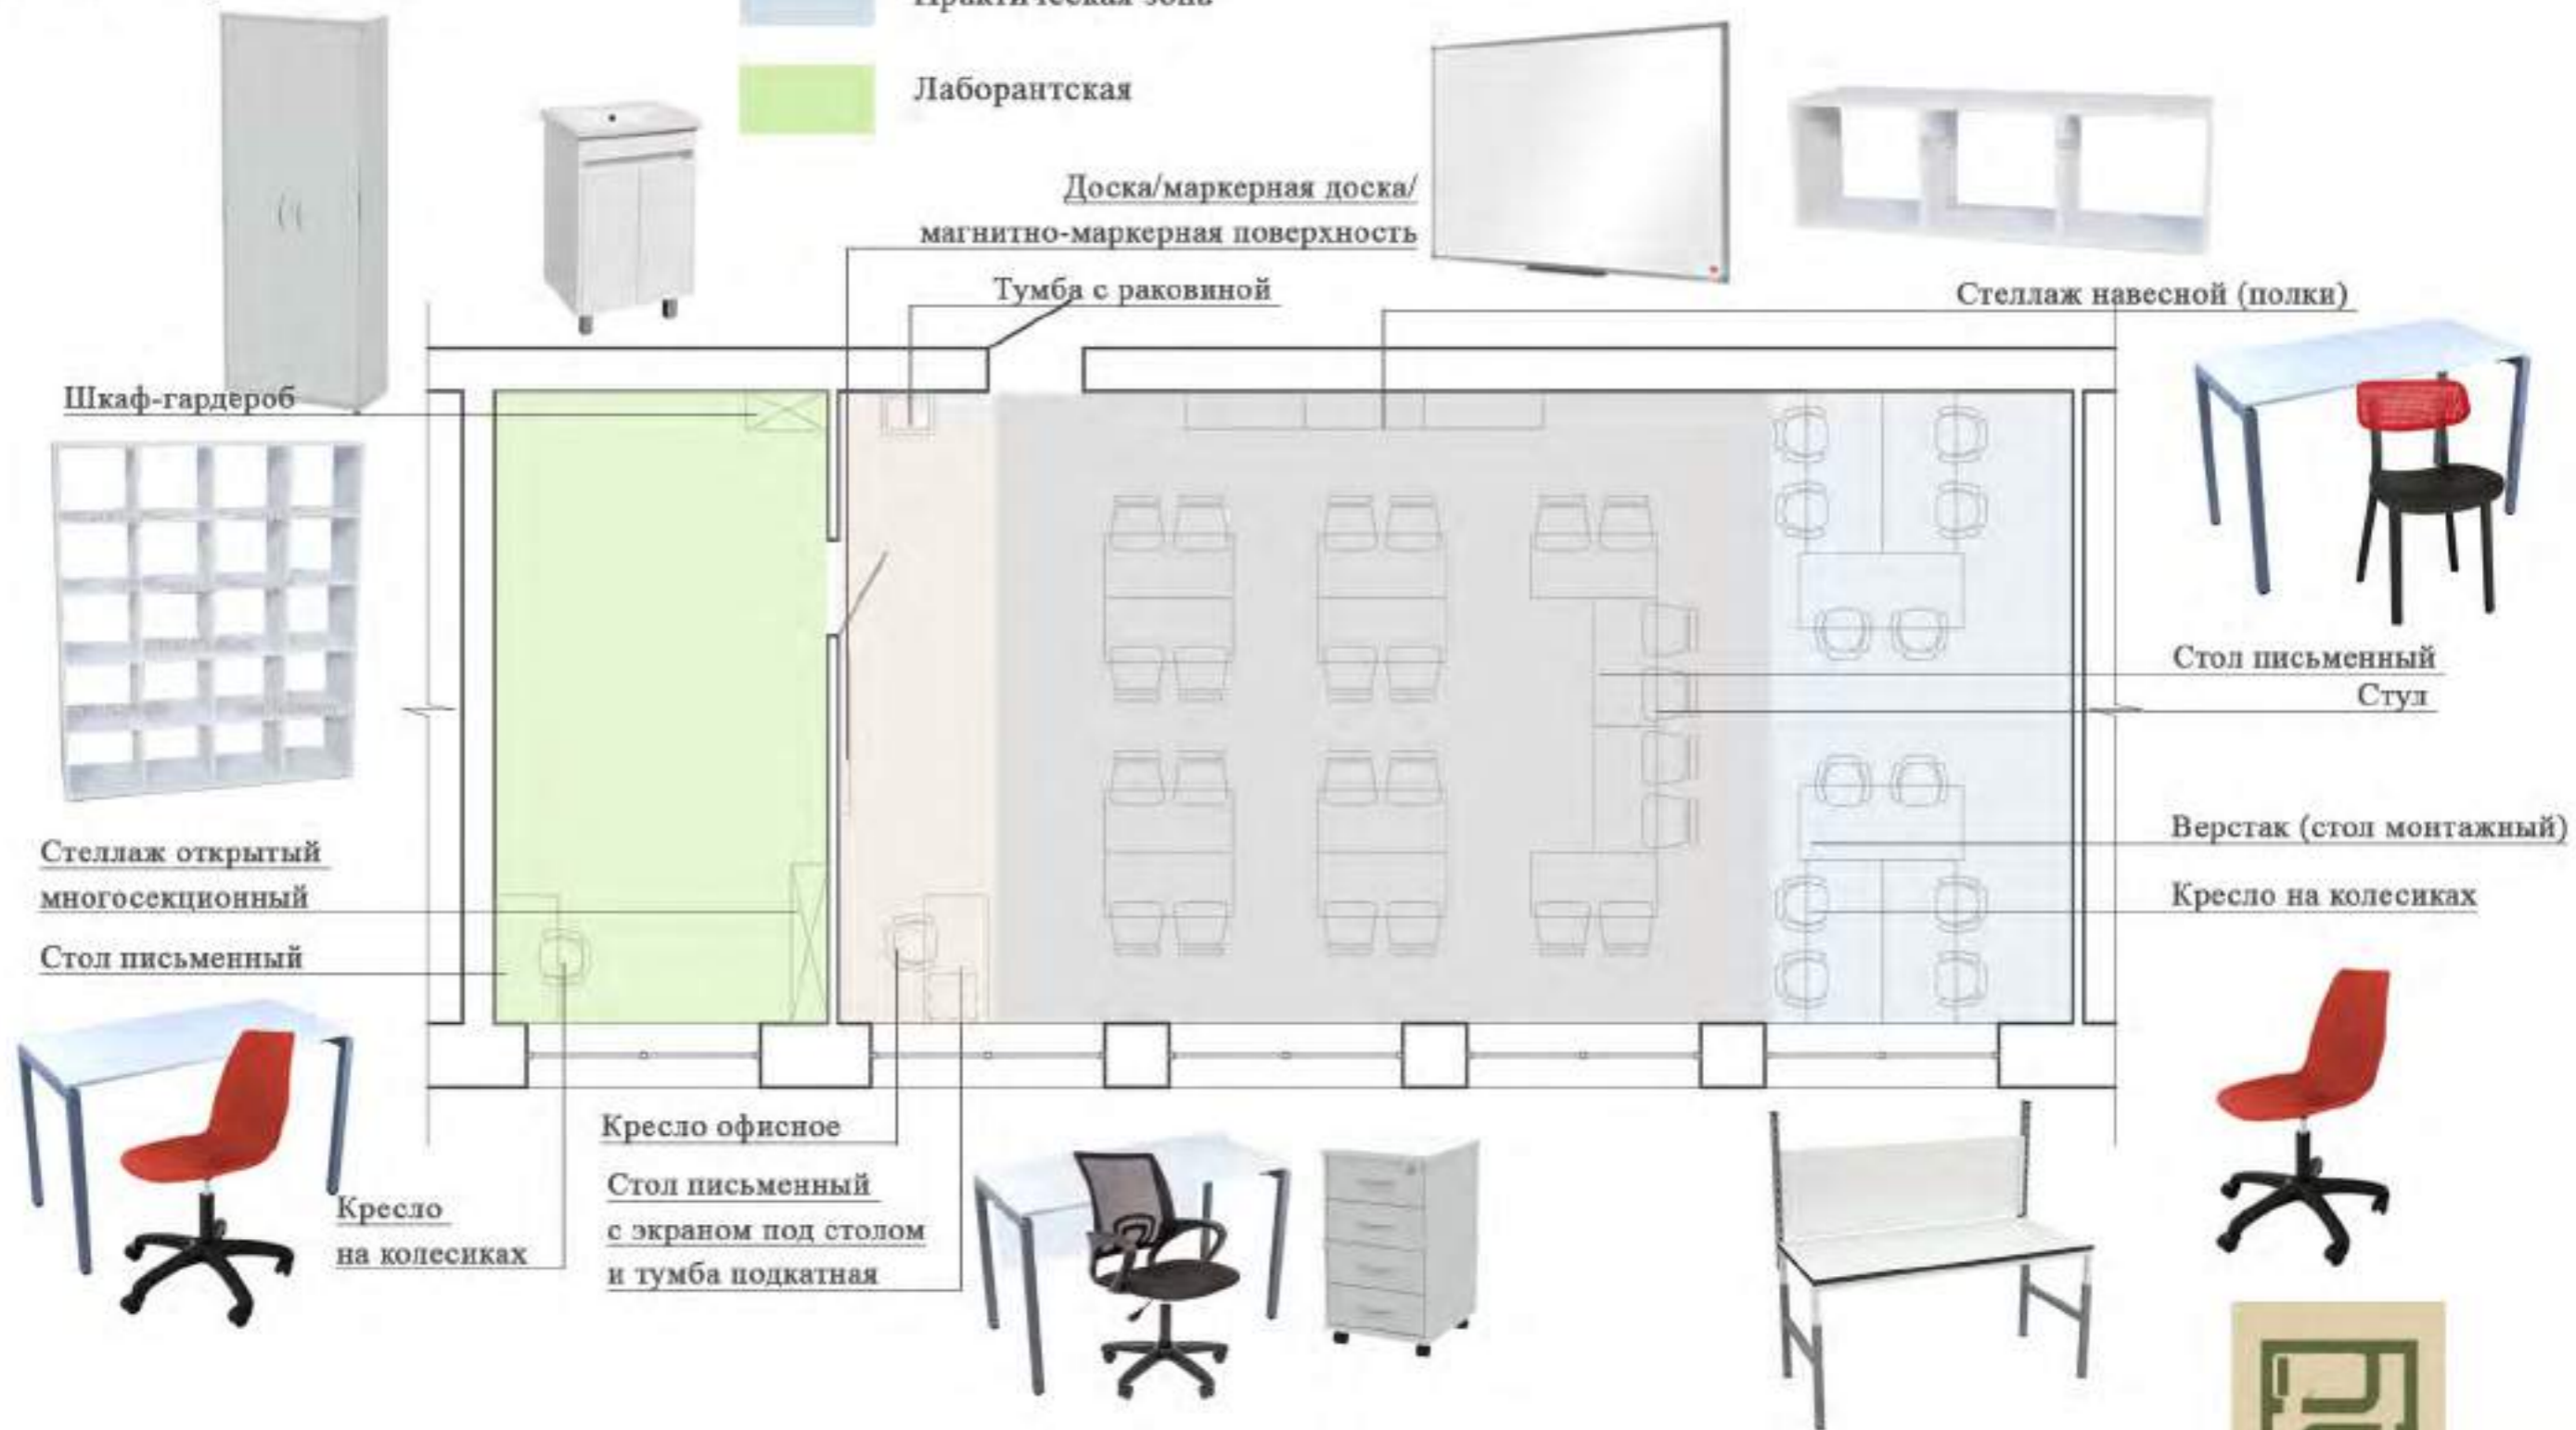 Практическая зона
Лаборантская
Доска/маркерная доска/
магнитно-маркерная поверхность
Тумба с раковиной
Стеллаж навесной (полки)
Шкаф-гардероб
Стол письменный
Стул
Стеллаж открытый
многосекционный
Стол письменный
Верстак (стол монтажный)
Кресло на колесиках
Кресло офисное
Стол письменный
с экраном под столом
и тумба подкатная
Кресло
на колесиках